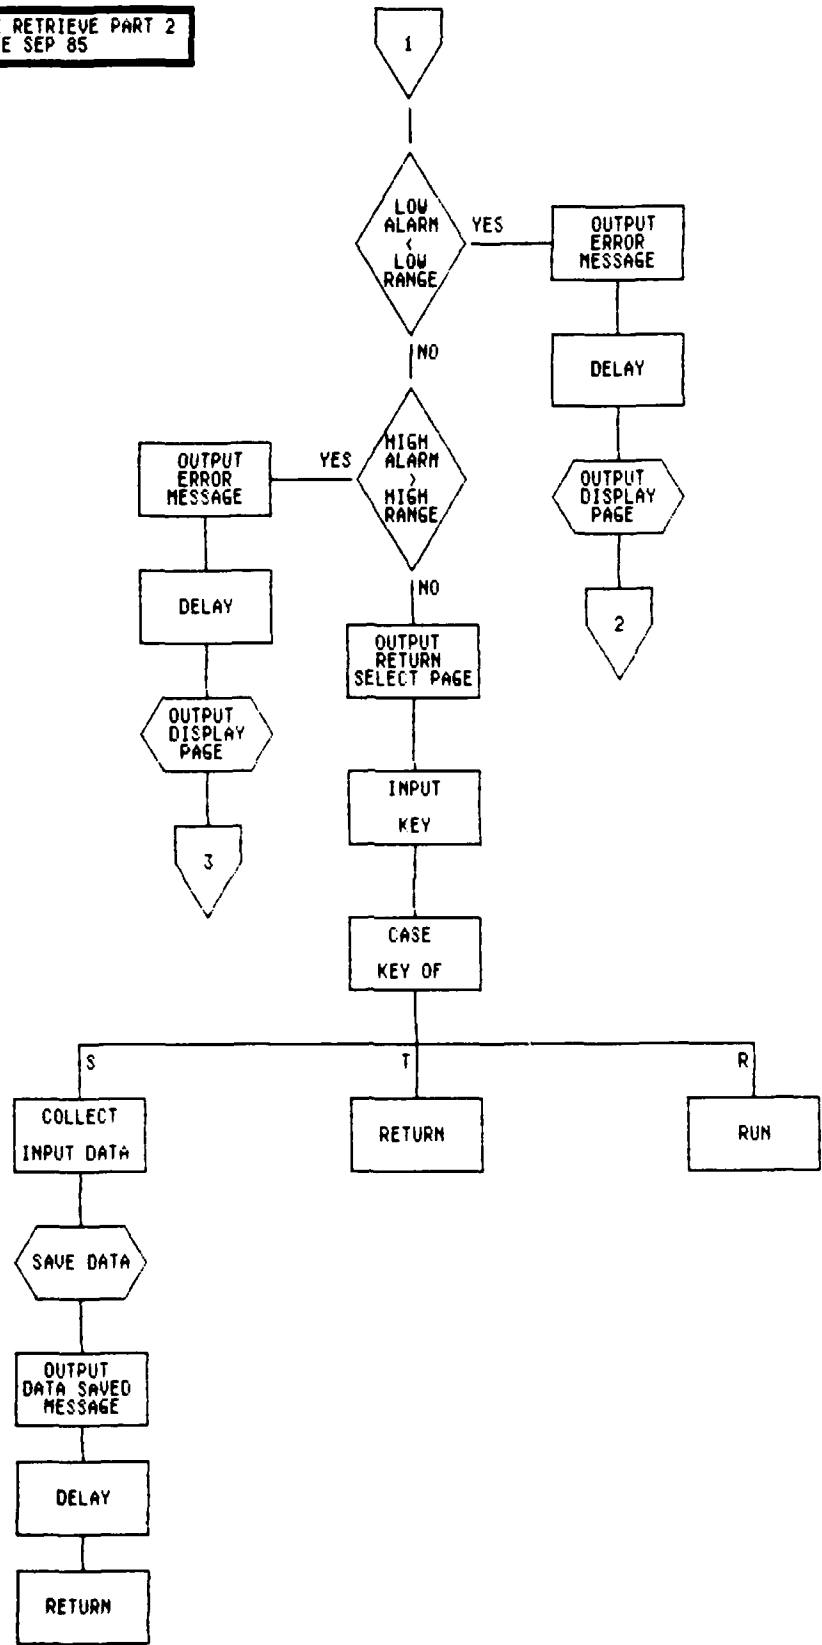 RETRIEVE PART 2
E SEP 85
1
LOW
ALARM
<
LOW
RANGE
YES
OUTPUT
ERROR
MESSAGE
NO
DELAY
HIGH
ALARM
>
HIGH
RANGE
YES
OUTPUT
ERROR
MESSAGE
OUTPUT
DISPLAY
PAGE
NO
DELAY
2
OUTPUT
RETURN
SELECT PAGE
OUTPUT
DISPLAY
PAGE
INPUT
KEY
3
CASE
KEY OF
S
T
R
COLLECT
INPUT DATA
RETURN
RUN
SAVE DATA
OUTPUT
DATA SAVED
MESSAGE
DELAY
RETURN